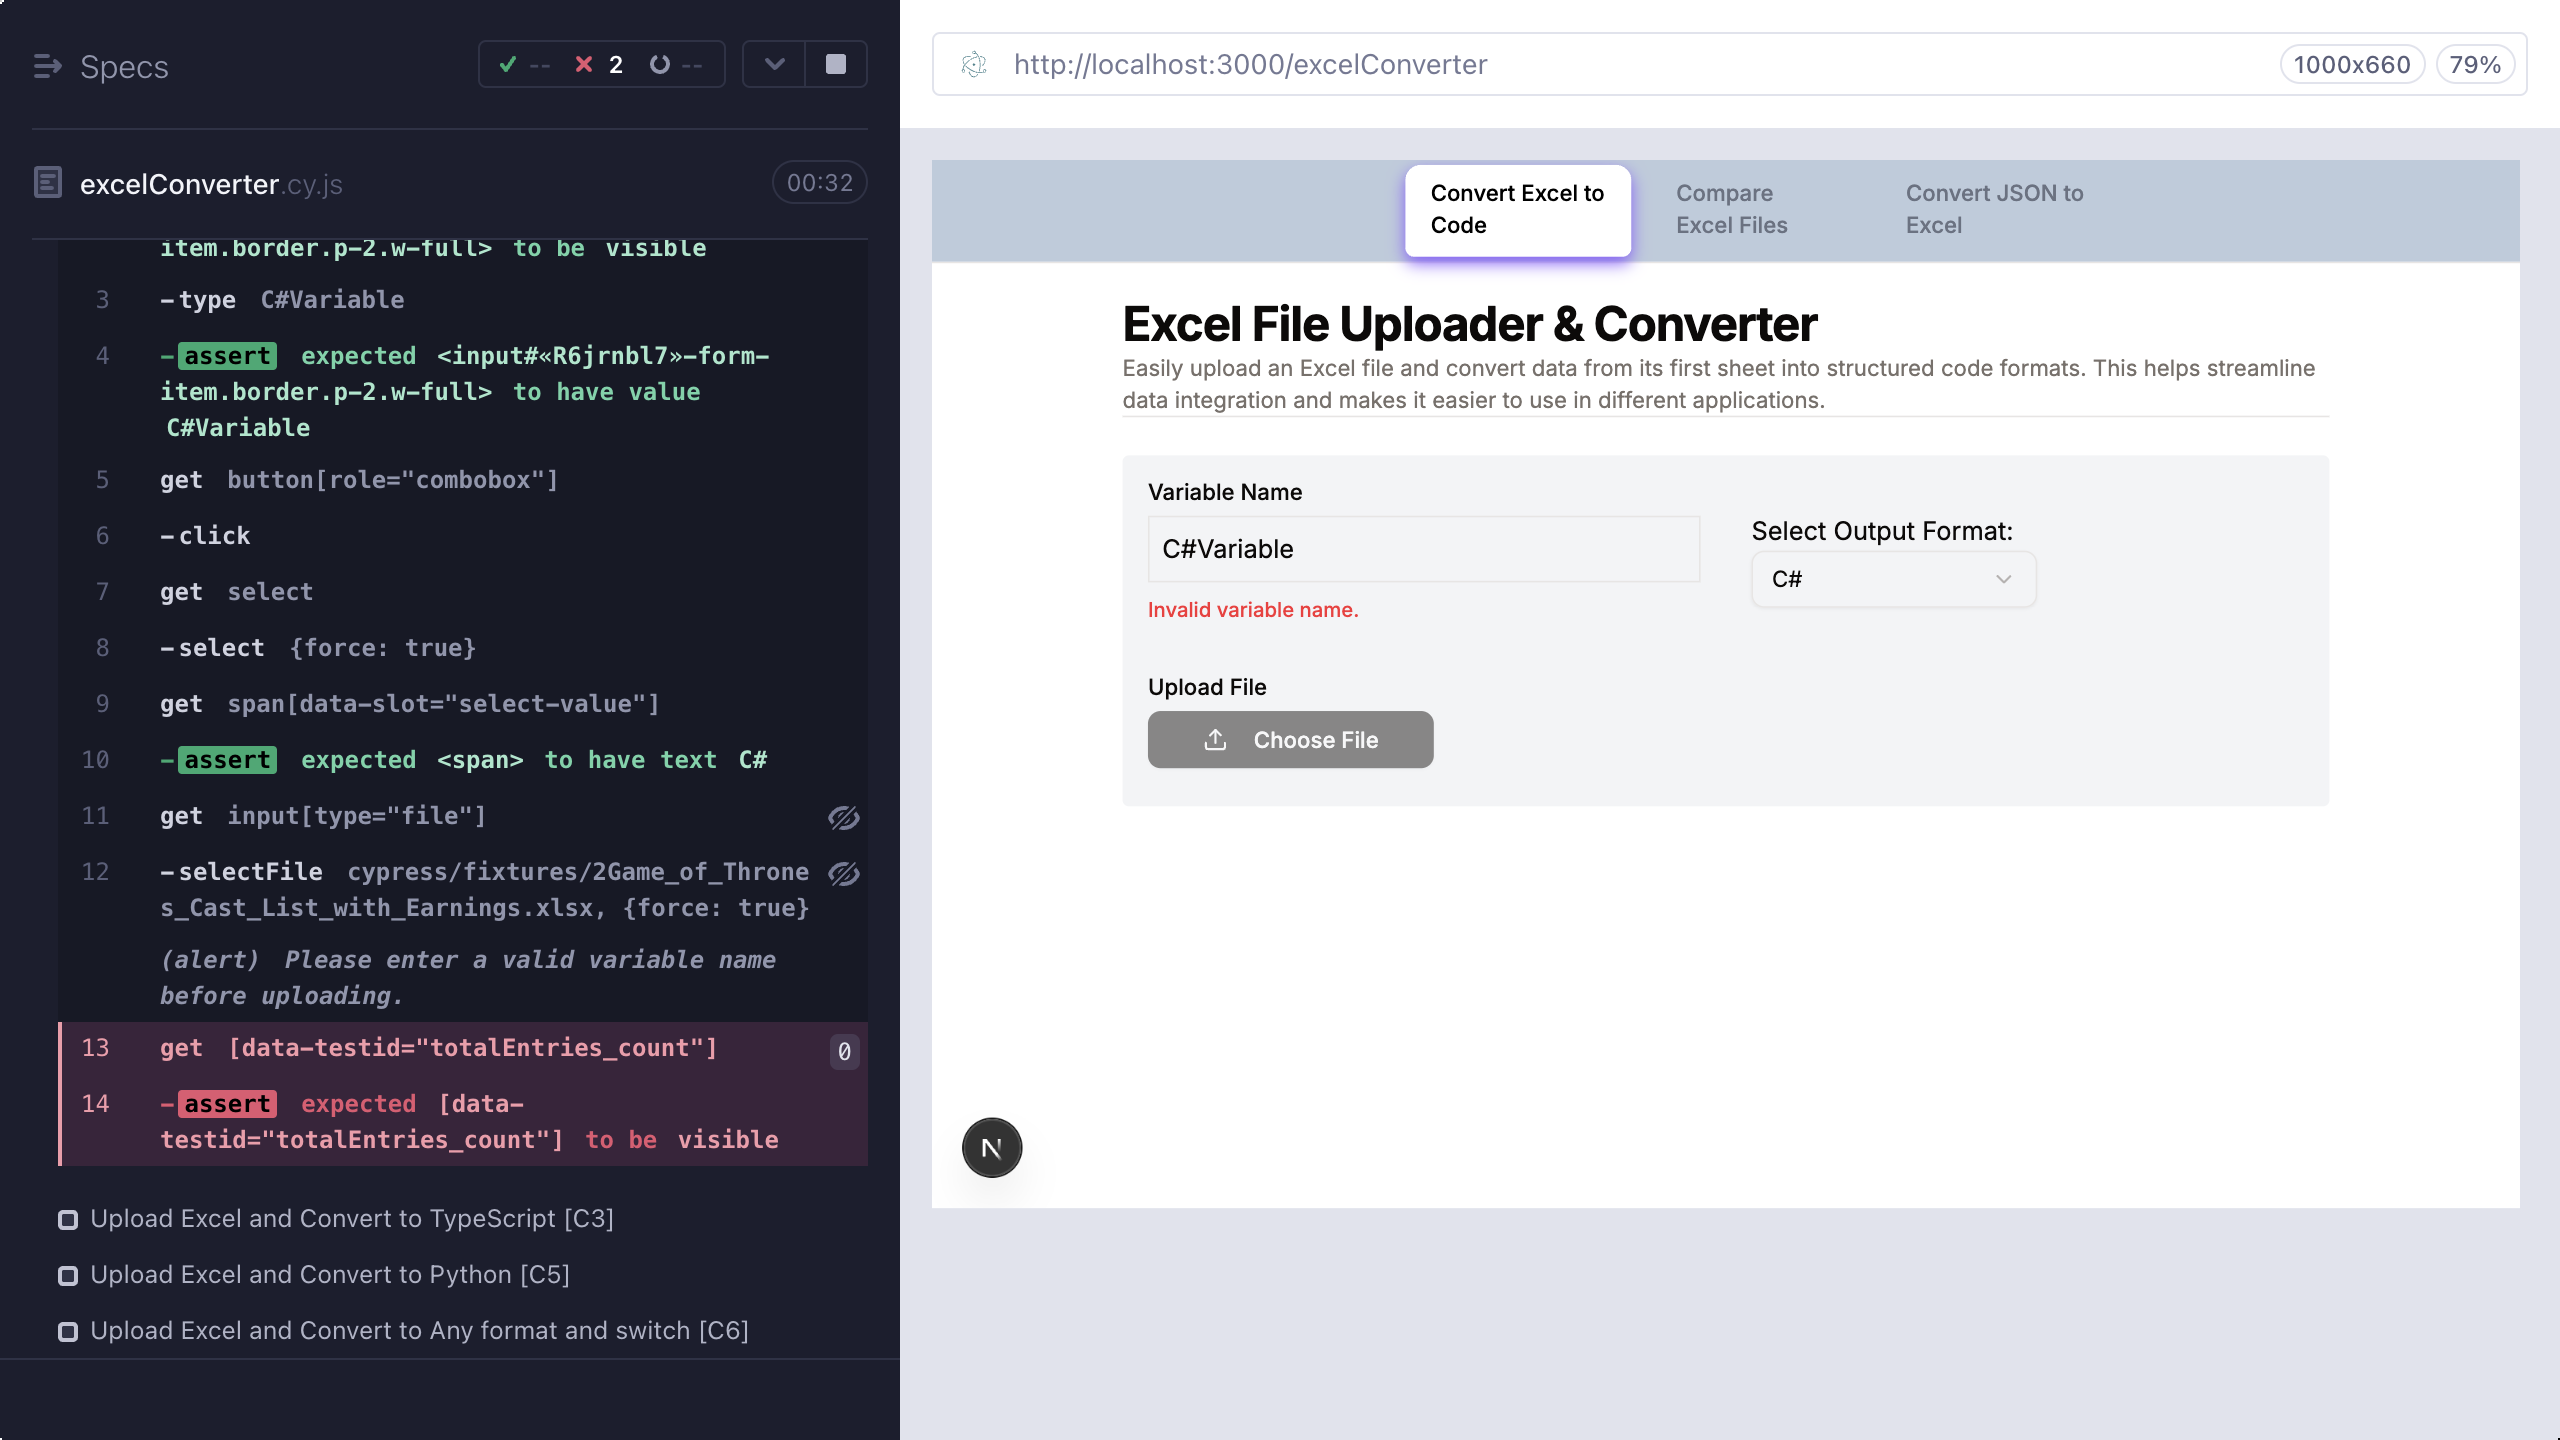 Specs
-- 2 --
excelConverter.cy.js
00:32
item.border.p-2.w-full> to be visible
3 -type C#Variable
4 -assert expected <input#«R6jrnbl7»-form-
item.border.p-2.w-full> to have value
C#Variable
5 get button[role="combobox"]
6 -click
7 get select
8 -select {force: true}
9 get span[data-slot="select-value"]
10 -assert expected <span> to have text C#
11 get input[type="file"]
12 -selectFile cypress/fixtures/2Game_of_Throne
s_Cast_List_with_Earnings.xlsx, {force: true}
(alert) Please enter a valid variable name
before uploading.
13 get [data-testid="totalEntries_count"] 0
14 -assert expected [data-
testid="totalEntries_count"] to be visible
Upload Excel and Convert to TypeScript [C3]
Upload Excel and Convert to Python [C5]
Upload Excel and Convert to Any format and switch [C6]
http://localhost:3000/excelConverter
1000x660
79%
Convert Excel to
Code
Compare
Excel Files
Convert JSON to
Excel
Excel File Uploader & Converter
Easily upload an Excel file and convert data from its first sheet into structured code formats. This helps streamline
data integration and makes it easier to use in different applications.
Variable Name
C#Variable
Invalid variable name.
Select Output Format:
C#
Upload File
Choose File
N